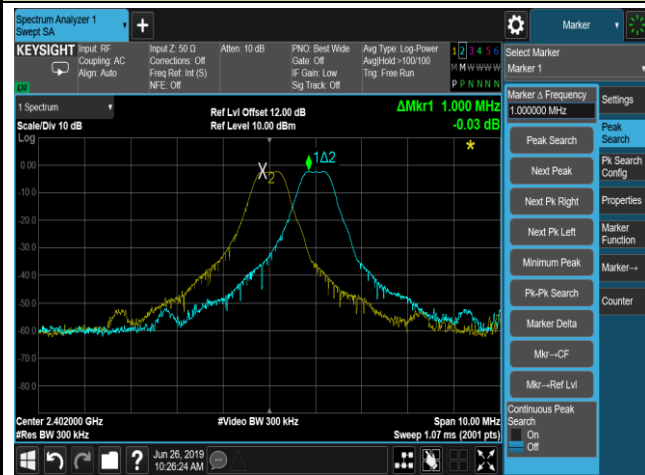 Spectrum Analyzer 1
Swept SA
Marker
KEYSIGHT
Input: RF
Coupling: AC
Align: Auto
Input Z: 50 Ω
Corrections: Off
Freq Ref: Int (S)
NFE: Off
Atten: 10 dB
PNO: Best Wide
Gate: Off
IF Gain: Low
Sig Track: Off
Avg Type: Log-Power
Avg|Hold:>100/100
Trig: Free Run
1 2 3 4 5 6
M M W W W W
P P N N N N
Select Marker
Marker 1
1 Spectrum
Scale/Div 10 dB
Log
Ref Lvl Offset 12.00 dB
Ref Level 10.00 dBm
ΔMkr1 1.000 MHz
-0.03 dB
1Δ2
X2
0.00
-10.0
-20.0
-30.0
-40.0
-50.0
-60.0
-70.0
-80.0
Center 2.402000 GHz
#Res BW 300 kHz
#Video BW 300 kHz
Span 10.00 MHz
Sweep 1.07 ms (2001 pts)
Marker Δ Frequency
1.000000 MHz
Peak Search
Next Peak
Next Pk Right
Next Pk Left
Minimum Peak
Pk-Pk Search
Marker Delta
Mkr→CF
Mkr→Ref Lvl
Continuous Peak
Search
On
Off
Settings
Peak
Search
Pk Search
Config
Properties
Marker
Function
Marker→
Counter
Jun 26, 2019
10:26:24 AM